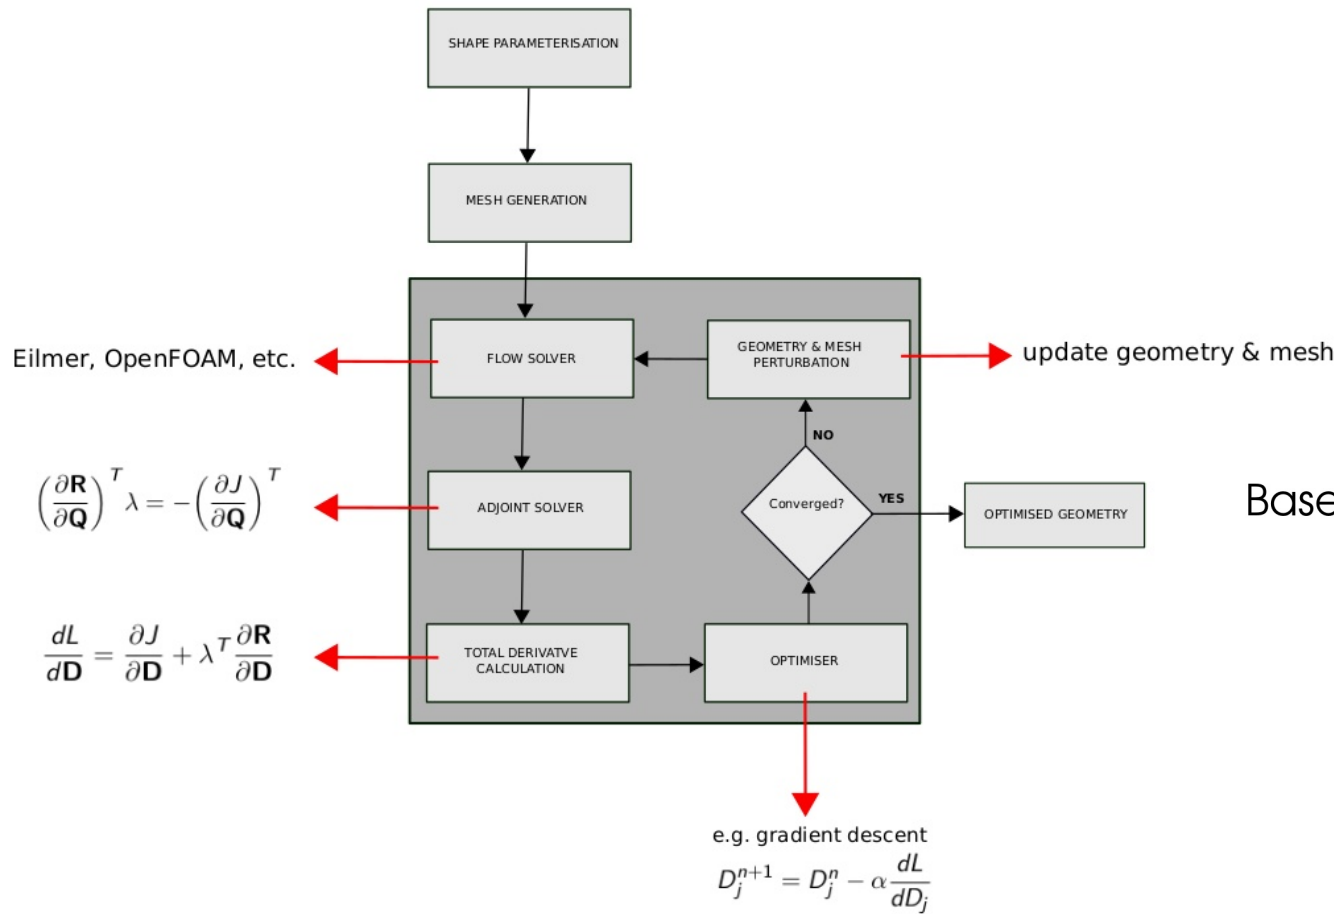 SHAPE PARAMETERISATION
MESH GENERATION
Eilmer, OpenFOAM, etc.
FLOW SOLVER
GEOMETRY & MESH
PERTURBATION
update geometry & mesh
NO
(∂R/∂Q)^T λ = −(∂J/∂Q)^T
ADJOINT SOLVER
Converged?
YES
OPTIMISED GEOMETRY
Base
dL/dD = ∂J/∂D + λ^T ∂R/∂D
TOTAL DERIVATVE
CALCULATION
OPTIMISER
e.g. gradient descent
D_j^{n+1} = D_j^n − α dL/dD_j